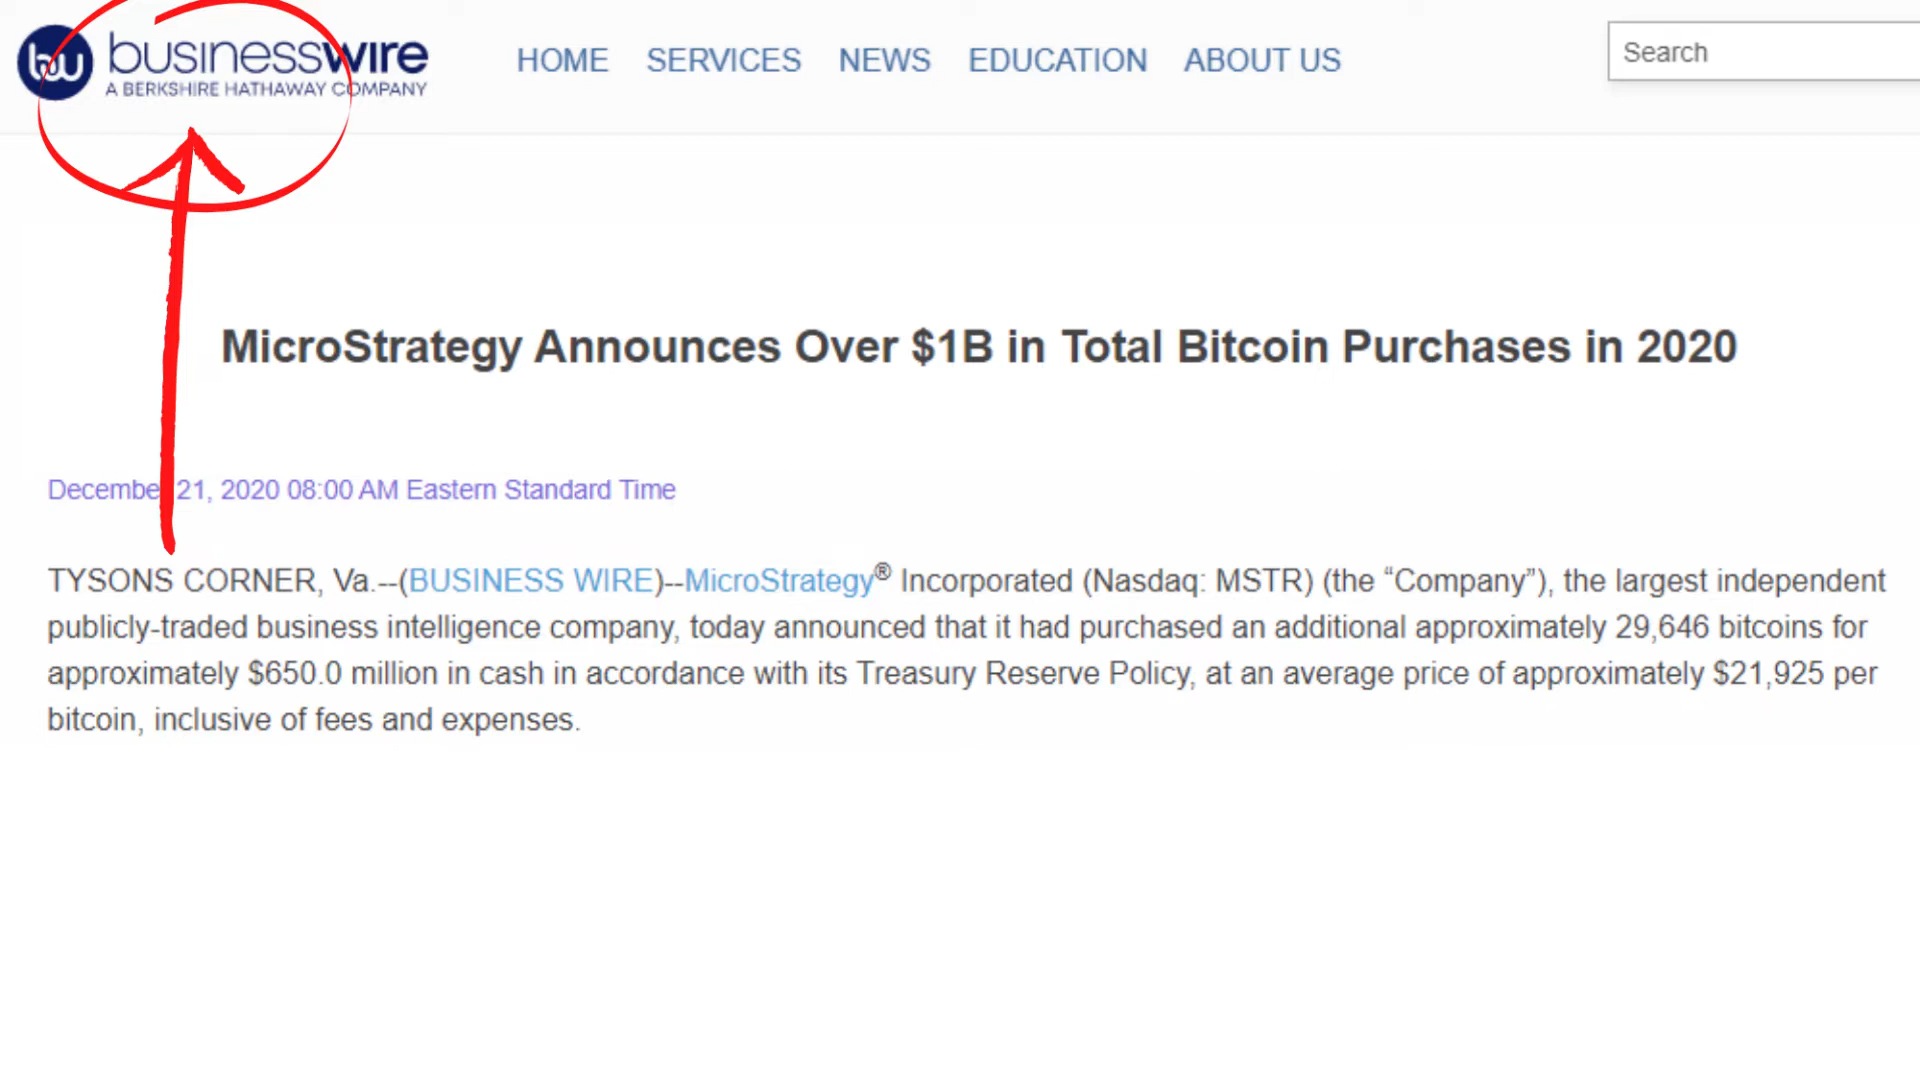 bw businesswire
A BERKSHIRE HATHAWAY COMPANY
HOME SERVICES NEWS EDUCATION ABOUT US
Search
MicroStrategy Announces Over $1B in Total Bitcoin Purchases in 2020
December 21, 2020 08:00 AM Eastern Standard Time
TYSONS CORNER, Va.--(BUSINESS WIRE)--MicroStrategy® Incorporated (Nasdaq: MSTR) (the “Company”), the largest independent
publicly-traded business intelligence company, today announced that it had purchased an additional approximately 29,646 bitcoins for
approximately $650.0 million in cash in accordance with its Treasury Reserve Policy, at an average price of approximately $21,925 per
bitcoin, inclusive of fees and expenses.